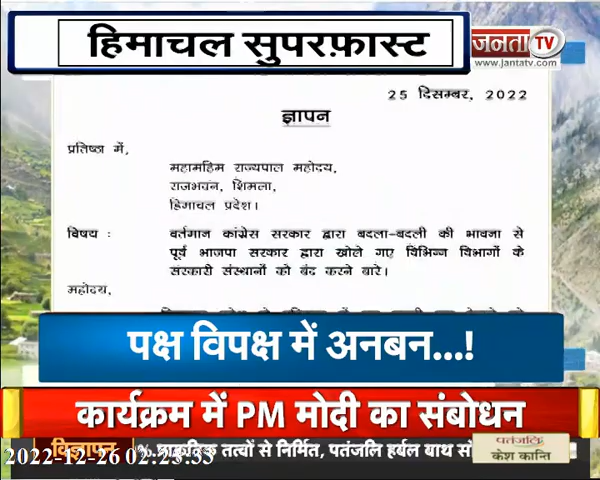 हिमाचल सुपरफ़ास्ट
जनता TV
www.jantatv.com
25 दिसम्बर, 2022
ज्ञापन
प्रतिष्ठा में,
महामहिम राज्यपाल महोदय,
राजभवन, शिमला,
हिमाचल प्रदेश।
विषय : वर्तमान कांग्रेस सरकार द्वारा बदला-बदली की भावना से
पूर्व भाजपा सरकार द्वारा खोले गए विभिन्न विभागों के
संस्कारी संस्थानों को बंद करने बारे।
महोदय,
पक्ष विपक्ष में अनबन...!
कार्यक्रम में PM मोदी का संबोधन
विज्ञापन % प्राकृतिक तत्वों से निर्मित, पतंजलि हर्बल बाथ सो
पतंजलि
केश कान्ति
2022-12-26 02:23:35